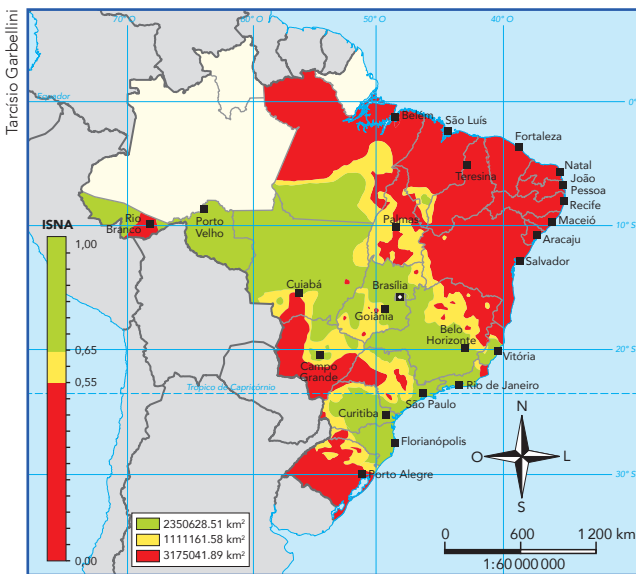 Tarcísio Garbellini
70° O
60° O
50° O
40° O
Equador
0°
Belém
São Luís
Fortaleza
Teresina
Natal
João
Pessoa
Recife
Maceió
Aracaju
Salvador
Palmas
10° S
Rio
Branco
Porto
Velho
ISNA
1,00
0,65
0,55
0,00
Cuiabá
Brasília
Goiânia
Belo
Horizonte
Vitória
20° S
Campo
Grande
Rio de Janeiro
São Paulo
Trópico de Capricórnio
Curitiba
Florianópolis
Porto Alegre
30° S
N
O
L
S
2350628.51 km²
1111161.58 km²
3175041.89 km²
0 600 1200 km
1:60 000 000